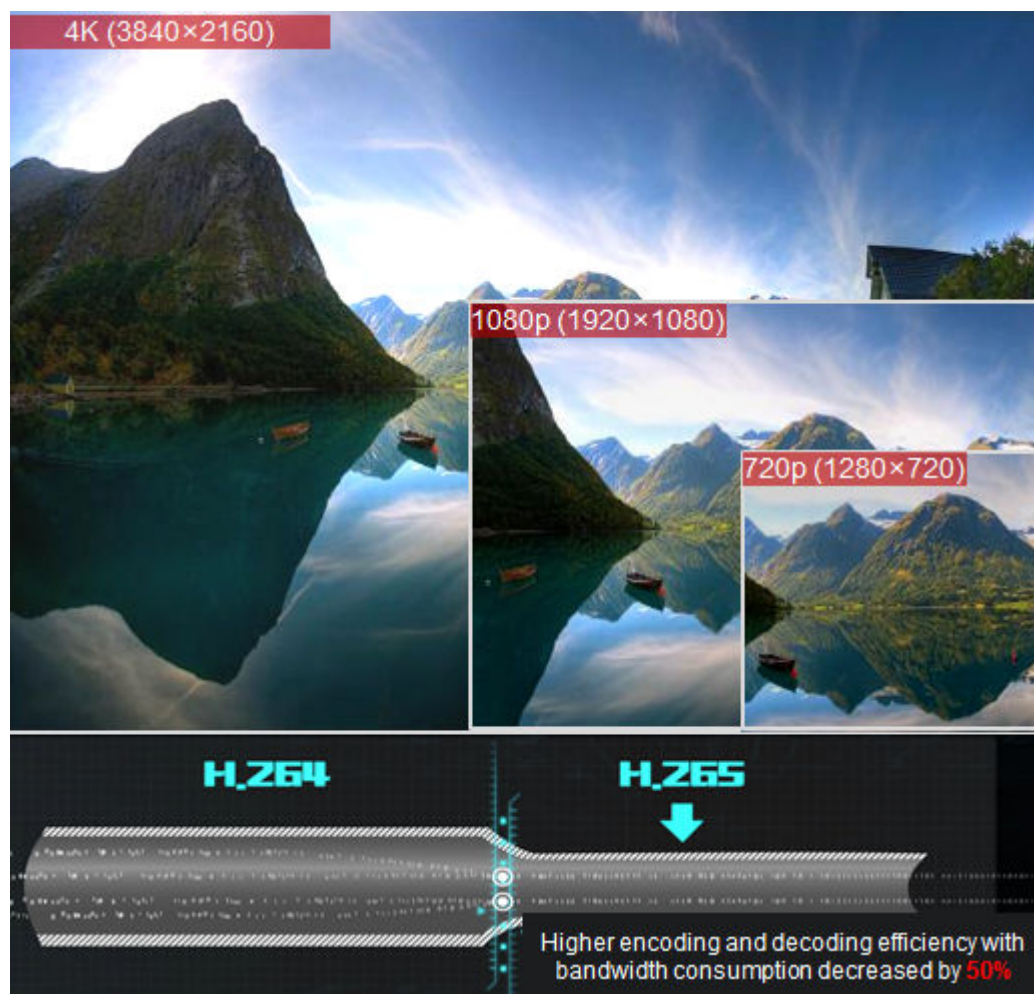 4K (3840×2160)
1080p (1920×1080)
720p (1280×720)
H.264
H.265
Higher encoding and decoding efficiency with
bandwidth consumption decreased by 50%